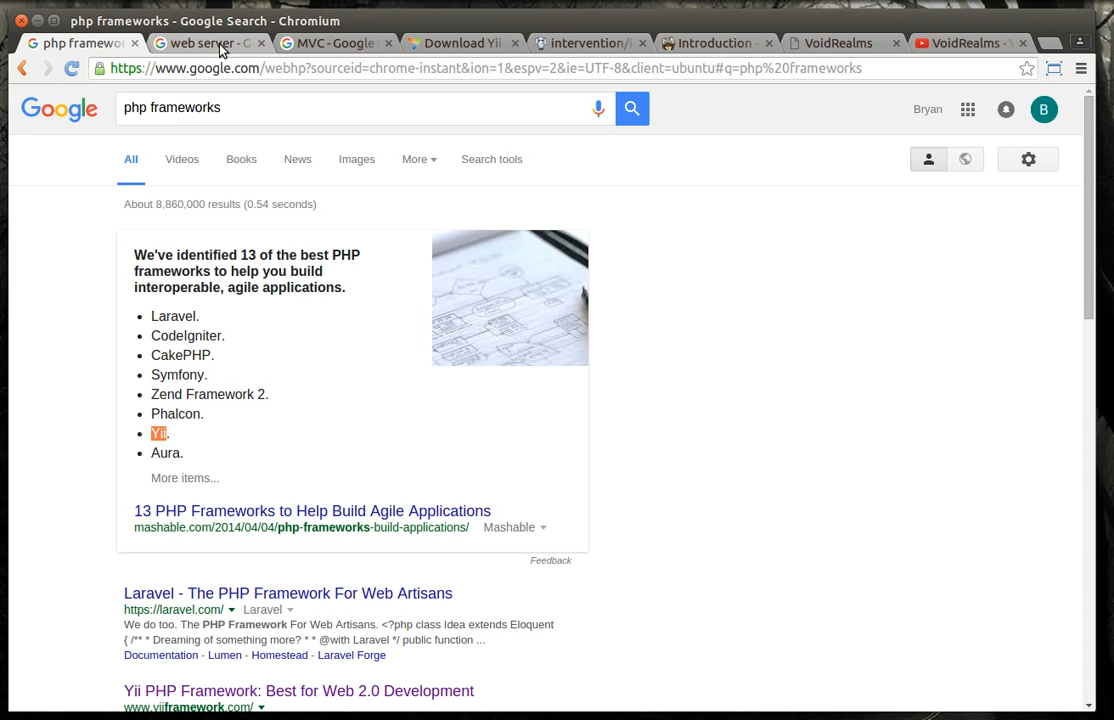 php frameworks - Google Search - Chromium
php framewor
web server - G
MVC - Google
Download Yii
intervention/i
Introduction -
VoidRealms
VoidRealms -
https://www.google.com/webhp?sourceid=chrome-instant&ion=1&espv=2&ie=UTF-8&client=ubuntu#q=php%20frameworks
Google
php frameworks
Bryan
B
All
Videos
Books
News
Images
More
Search tools
About 8,860,000 results (0.54 seconds)
We've identified 13 of the best PHP
frameworks to help you build
interoperable, agile applications.
Laravel.
CodeIgniter.
CakePHP.
Symfony.
Zend Framework 2.
Phalcon.
Yii.
Aura.
More items...
13 PHP Frameworks to Help Build Agile Applications
mashable.com/2014/04/04/php-frameworks-build-applications/ Mashable
Feedback
Laravel - The PHP Framework For Web Artisans
https://laravel.com/ Laravel
We do too. The PHP Framework For Web Artisans. <?php class Idea extends Eloquent
{ /** * Dreaming of something more? * * @with Laravel */ public function ...
Documentation - Lumen - Homestead - Laravel Forge
Yii PHP Framework: Best for Web 2.0 Development
www.yiiframework.com/